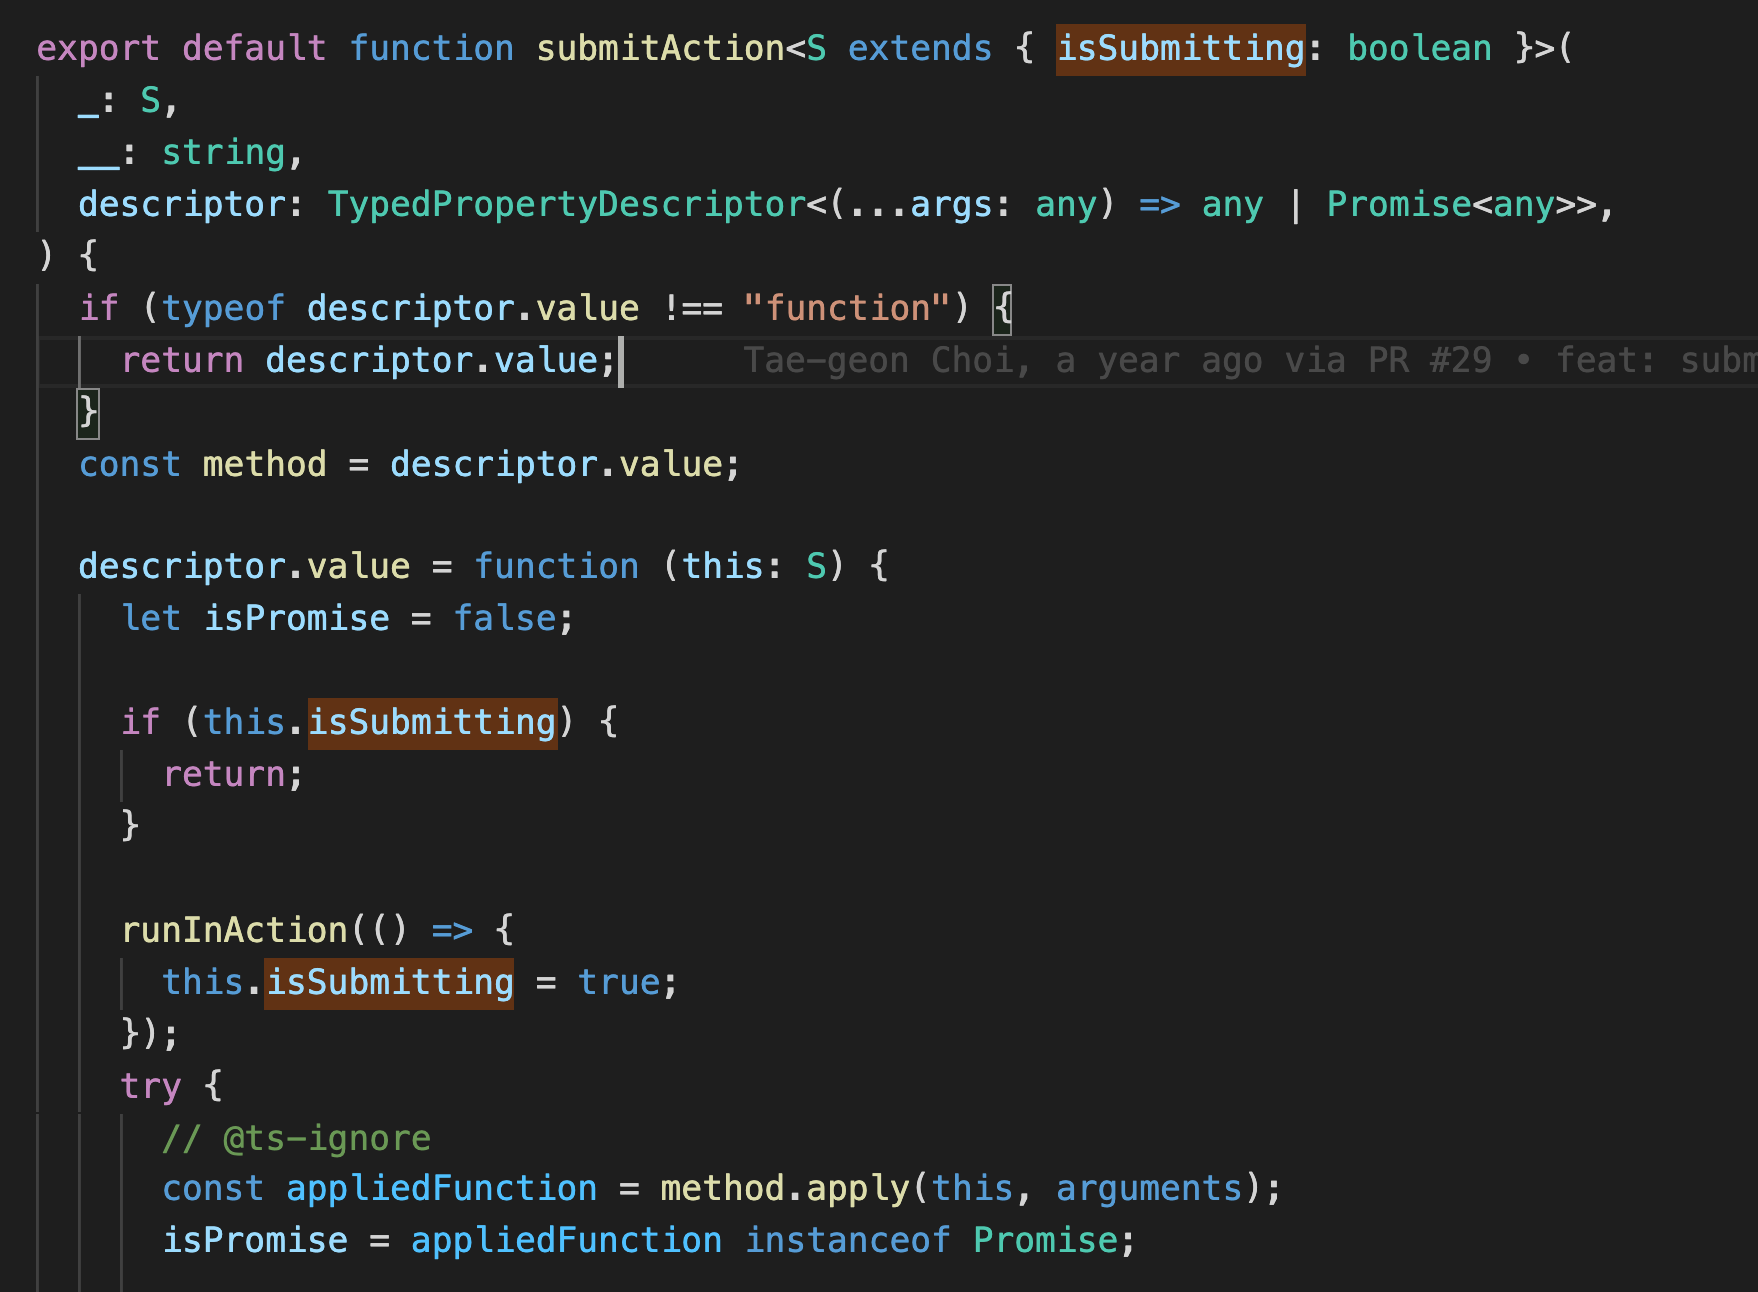 export default function submitAction<S extends { isSubmitting: boolean }>(
  _: S,
  __: string,
  descriptor: TypedPropertyDescriptor<(...args: any) => any | Promise<any>>,
) {
  if (typeof descriptor.value !== "function") {
    return descriptor.value; Tae-geon Choi, a year ago via PR #29 • feat: subm
  }
  const method = descriptor.value;
  descriptor.value = function (this: S) {
    let isPromise = false;
    if (this.isSubmitting) {
      return;
    }
    runInAction(() => {
      this.isSubmitting = true;
    });
    try {
      // @ts-ignore
      const appliedFunction = method.apply(this, arguments);
      isPromise = appliedFunction instanceof Promise;